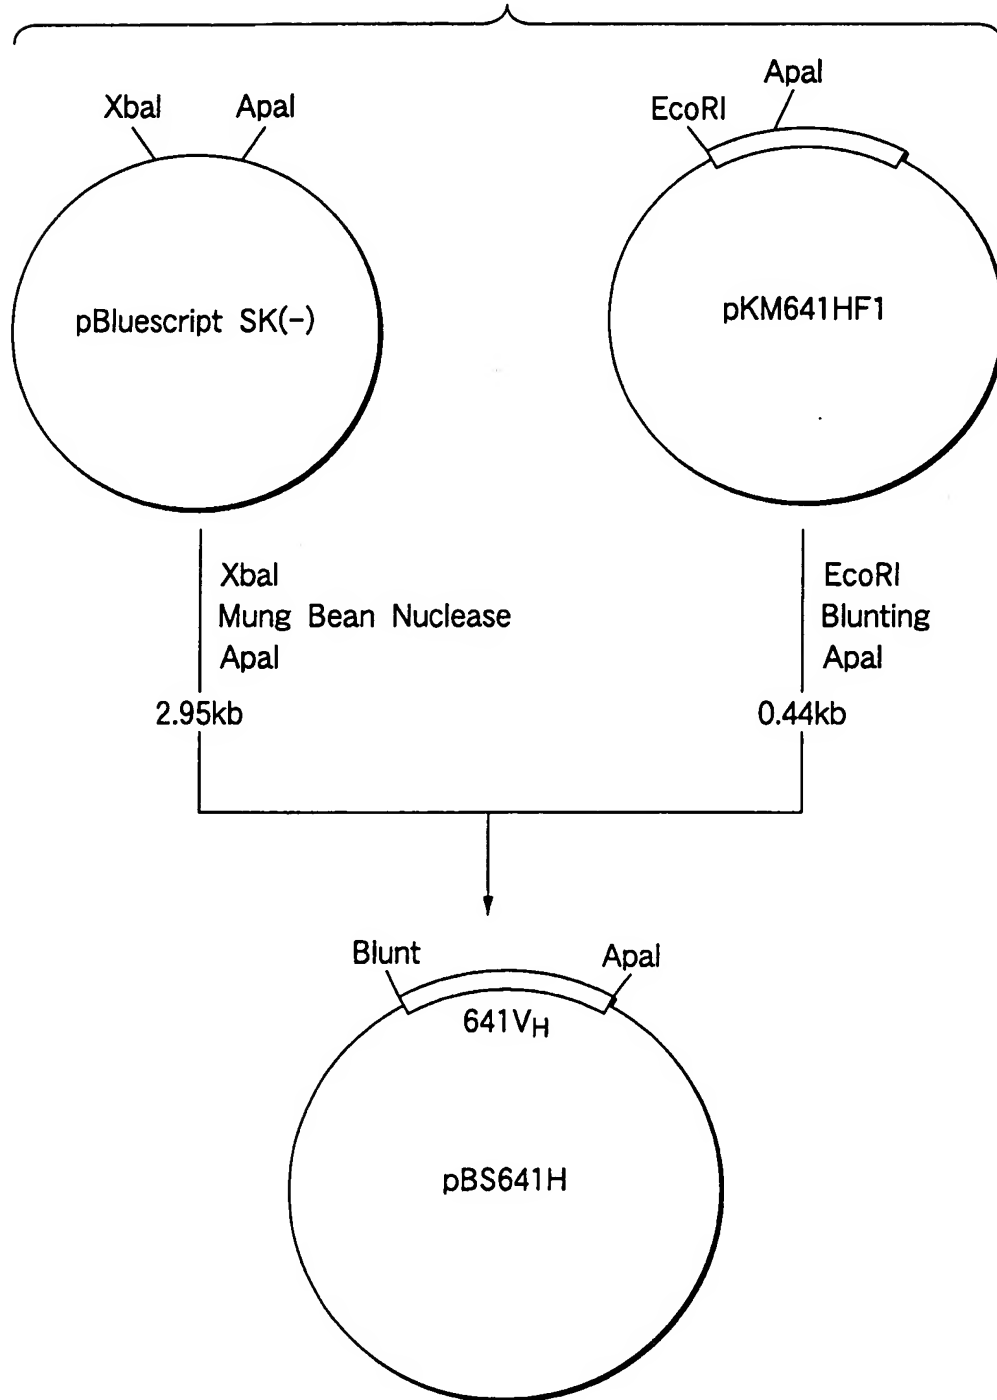 XbaI ApaI
EcoRI ApaI
pBluescript SK(-)
pKM641HF1
XbaI
Mung Bean Nuclease
ApaI
2.95kb
EcoRI
Blunting
ApaI
0.44kb
Blunt ApaI
641VH
pBS641H